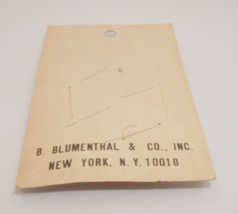 B. BLUMENTHAL & CO., INC.
NEW YORK, N.Y. 10018